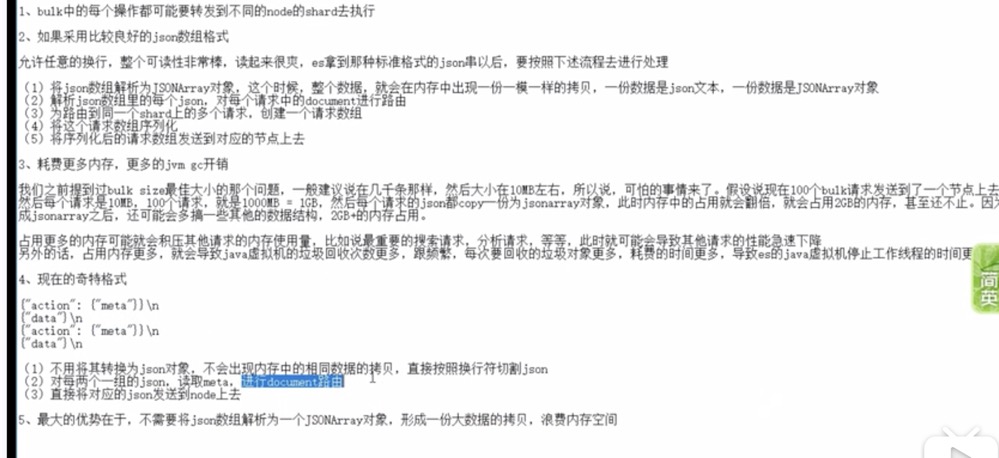 1、bulk中的每个操作都可能要转发到不同的node的shard去执行
2、如果采用比较良好的json数组格式
允许任意的换行，整个可读性非常棒，读起来很爽，es拿到那种标准格式的json串以后，要按照下述流程去进行处理
（1）将json数组解析为JSONArray对象，这个时候，整个数据，就会在内存中出现一份一模一样的拷贝，一份数据是json文本，一份数据是JSONArray对象
（2）解析json数组里的每个json，对每个请求中的document进行路由
（3）为路由到同一个shard上的多个请求，创建一个请求数组
（4）将这个请求数组序列化
（5）将序列化后的请求数组发送到对应的节点上去
3、耗费更多内存，更多的jvm gc开销
我们之前提到过bulk size最佳大小的那个问题，一般建议说在几千条那样，然后大小在10MB左右，所以说，可怕的事情来了。假设说现在100个bulk请求发送到了一个节点上去
然后每个请求是10MB，100个请求，就是1000MB = 1GB，然后每个请求的json都copy一份为jsonarray对象，此时内存中的占用就会翻倍，就会占用2GB的内存，甚至还不止。因为
成jsonarray之后，还可能会多搞一些其他的数据结构，2GB+的内存占用。
占用更多的内存可能就会积压其他请求的内存使用量，比如说最重要的搜索请求，分析请求，等等，此时就可能会导致其他请求的性能急速下降
另外的话，占用内存更多，就会导致java虚拟机的垃圾回收次数更多，跟频繁，每次要回收的垃圾对象更多，耗费的时间更多，导致es的java虚拟机停止工作线程的时间更
4、现在的奇特格式
{"action": {"meta"}}\n
{"data"}\n
{"action": {"meta"}}\n
{"data"}\n
（1）不用将其转换为json对象，不会出现内存中的相同数据的拷贝，直接按照换行符切割json
（2）对每两个一组的json，读取meta，进行document路由
（3）直接将对应的json发送到node上去
5、最大的优势在于，不需要将json数组解析为一个JSONArray对象，形成一份大数据的拷贝，浪费内存空间
简
英